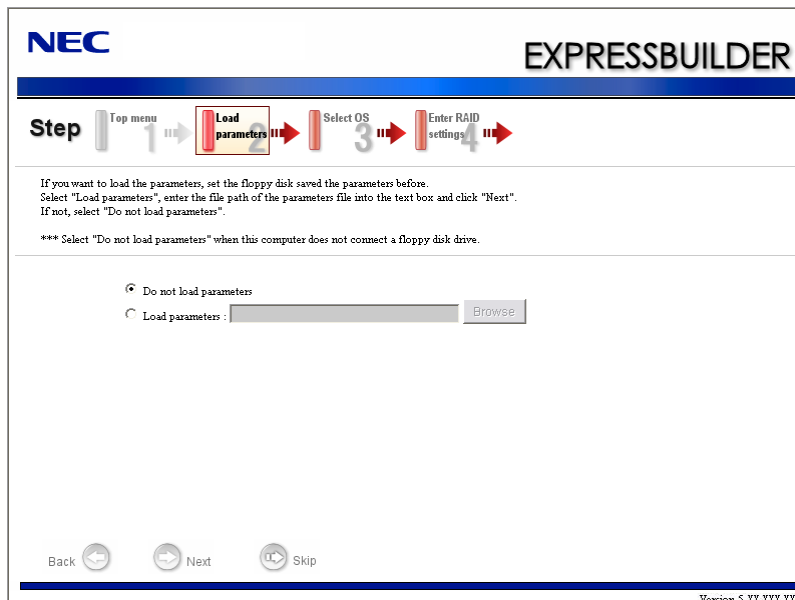 NEC
EXPRESSBUILDER
Step
Top menu
1
Load
parameters
2
Select OS
3
Enter RAID
settings
4
If you want to load the parameters, set the floppy disk saved the parameters before.
Select "Load parameters", enter the file path of the parameters file into the text box and click "Next".
If not, select "Do not load parameters".
*** Select "Do not load parameters" when this computer does not connect a floppy disk drive.
Do not load parameters
Load parameters :
Browse
Back
Next
Skip
Version 5